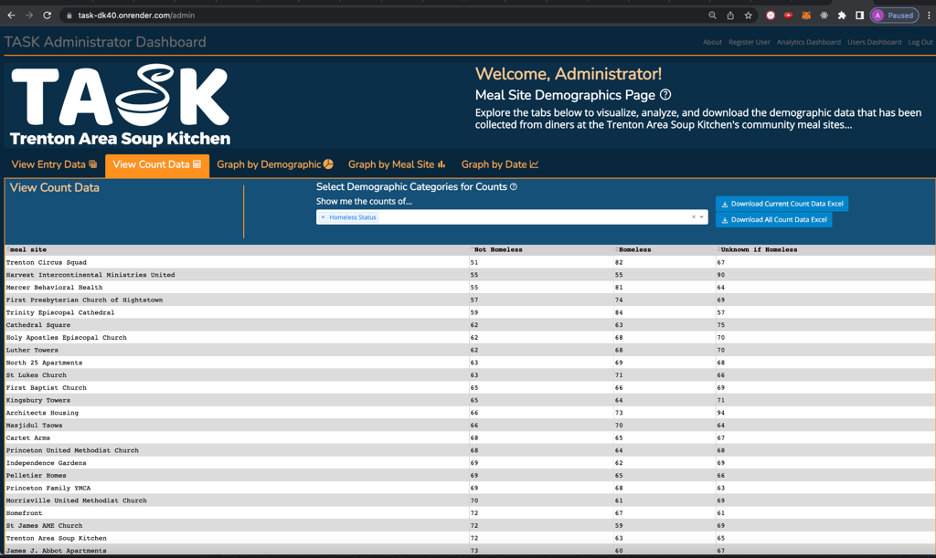 task-dk40.onrender.com/admin
A Paused
TASK Administrator Dashboard
About Register User Analytics Dashboard Users Dashboard Log Out
TASK
Trenton Area Soup Kitchen
Welcome, Administrator!
Meal Site Demographics Page
Explore the tabs below to visualize, analyze, and download the demographic data that has been
collected from diners at the Trenton Area Soup Kitchen's community meal sites...
View Entry Data View Count Data Graph by Demographic Graph by Meal Site Graph by Date
View Count Data
Select Demographic Categories for Counts
Show me the counts of...
× Homeless Status
Download Current Count Data Excel
Download All Count Data Excel
meal site Not Homeless Homeless Unknown if Homeless
Trenton Circus Squad 51 82 67
Harvest Intercontinental Ministries United 55 55 90
Mercer Behavioral Health 55 81 64
First Presbyterian Church of Hightstown 57 74 69
Trinity Episcopal Cathedral 59 84 57
Cathedral Square 62 63 75
Holy Apostles Episcopal Church 62 68 70
Luther Towers 62 68 70
North 25 Apartments 63 69 68
St Lukes Church 63 71 66
First Baptist Church 65 66 69
Kingsbury Towers 65 64 71
Architects Housing 66 73 94
Masjidul Taowa 66 70 64
Cartet Arms 68 65 67
Princeton United Methodist Church 68 64 68
Independence Gardens 69 62 69
Pelletier Homes 69 65 66
Princeton Family YMCA 69 68 63
Morrisville United Methodist Church 70 61 69
Homefront 72 67 61
St James AME Church 72 59 69
Trenton Area Soup Kitchen 72 63 65
James J. Abbot Apartments 73 60 67